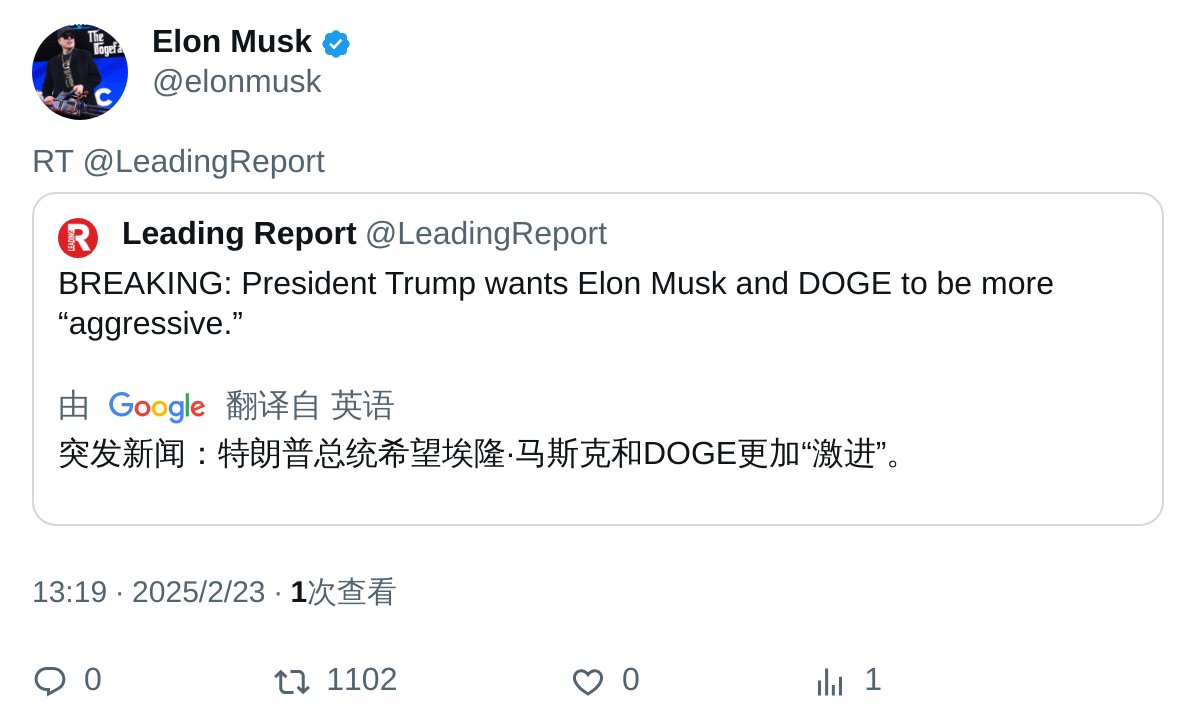 The
Dogefa
C
Elon Musk
@elonmusk
RT @LeadingReport
LEADING R
Leading Report @LeadingReport
BREAKING: President Trump wants Elon Musk and DOGE to be more
“aggressive.”
由 Google 翻译自 英语
突发新闻：特朗普总统希望埃隆·马斯克和DOGE更加“激进”。
13:19 · 2025/2/23 · 1次查看
0 1102 0 1